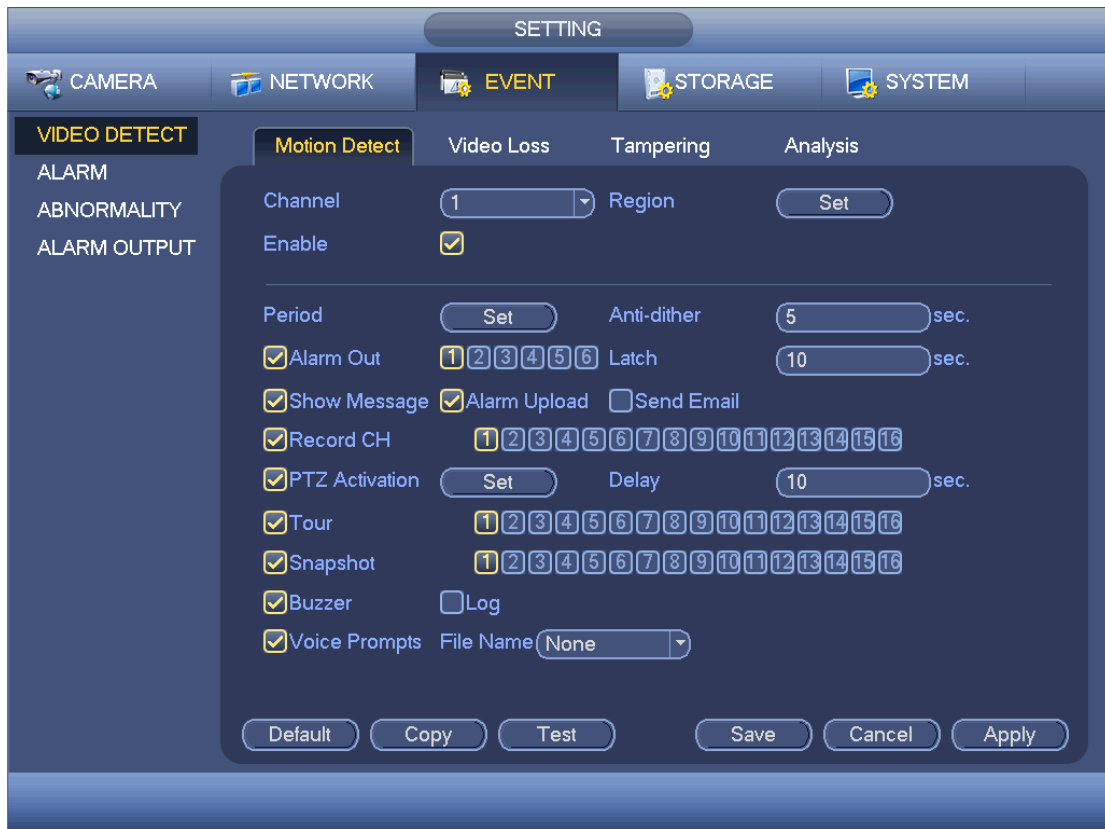 SETTING
CAMERA NETWORK EVENT STORAGE SYSTEM
VIDEO DETECT
ALARM
ABNORMALITY
ALARM OUTPUT
Motion Detect Video Loss Tampering Analysis
Channel 1 Region Set
Enable
Period Set Anti-dither 5 sec.
Alarm Out 1 2 3 4 5 6 Latch 10 sec.
Show Message Alarm Upload Send Email
Record CH 1 2 3 4 5 6 7 8 9 10 11 12 13 14 15 16
PTZ Activation Set Delay 10 sec.
Tour 1 2 3 4 5 6 7 8 9 10 11 12 13 14 15 16
Snapshot 1 2 3 4 5 6 7 8 9 10 11 12 13 14 15 16
Buzzer Log
Voice Prompts File Name None
Default Copy Test Save Cancel Apply